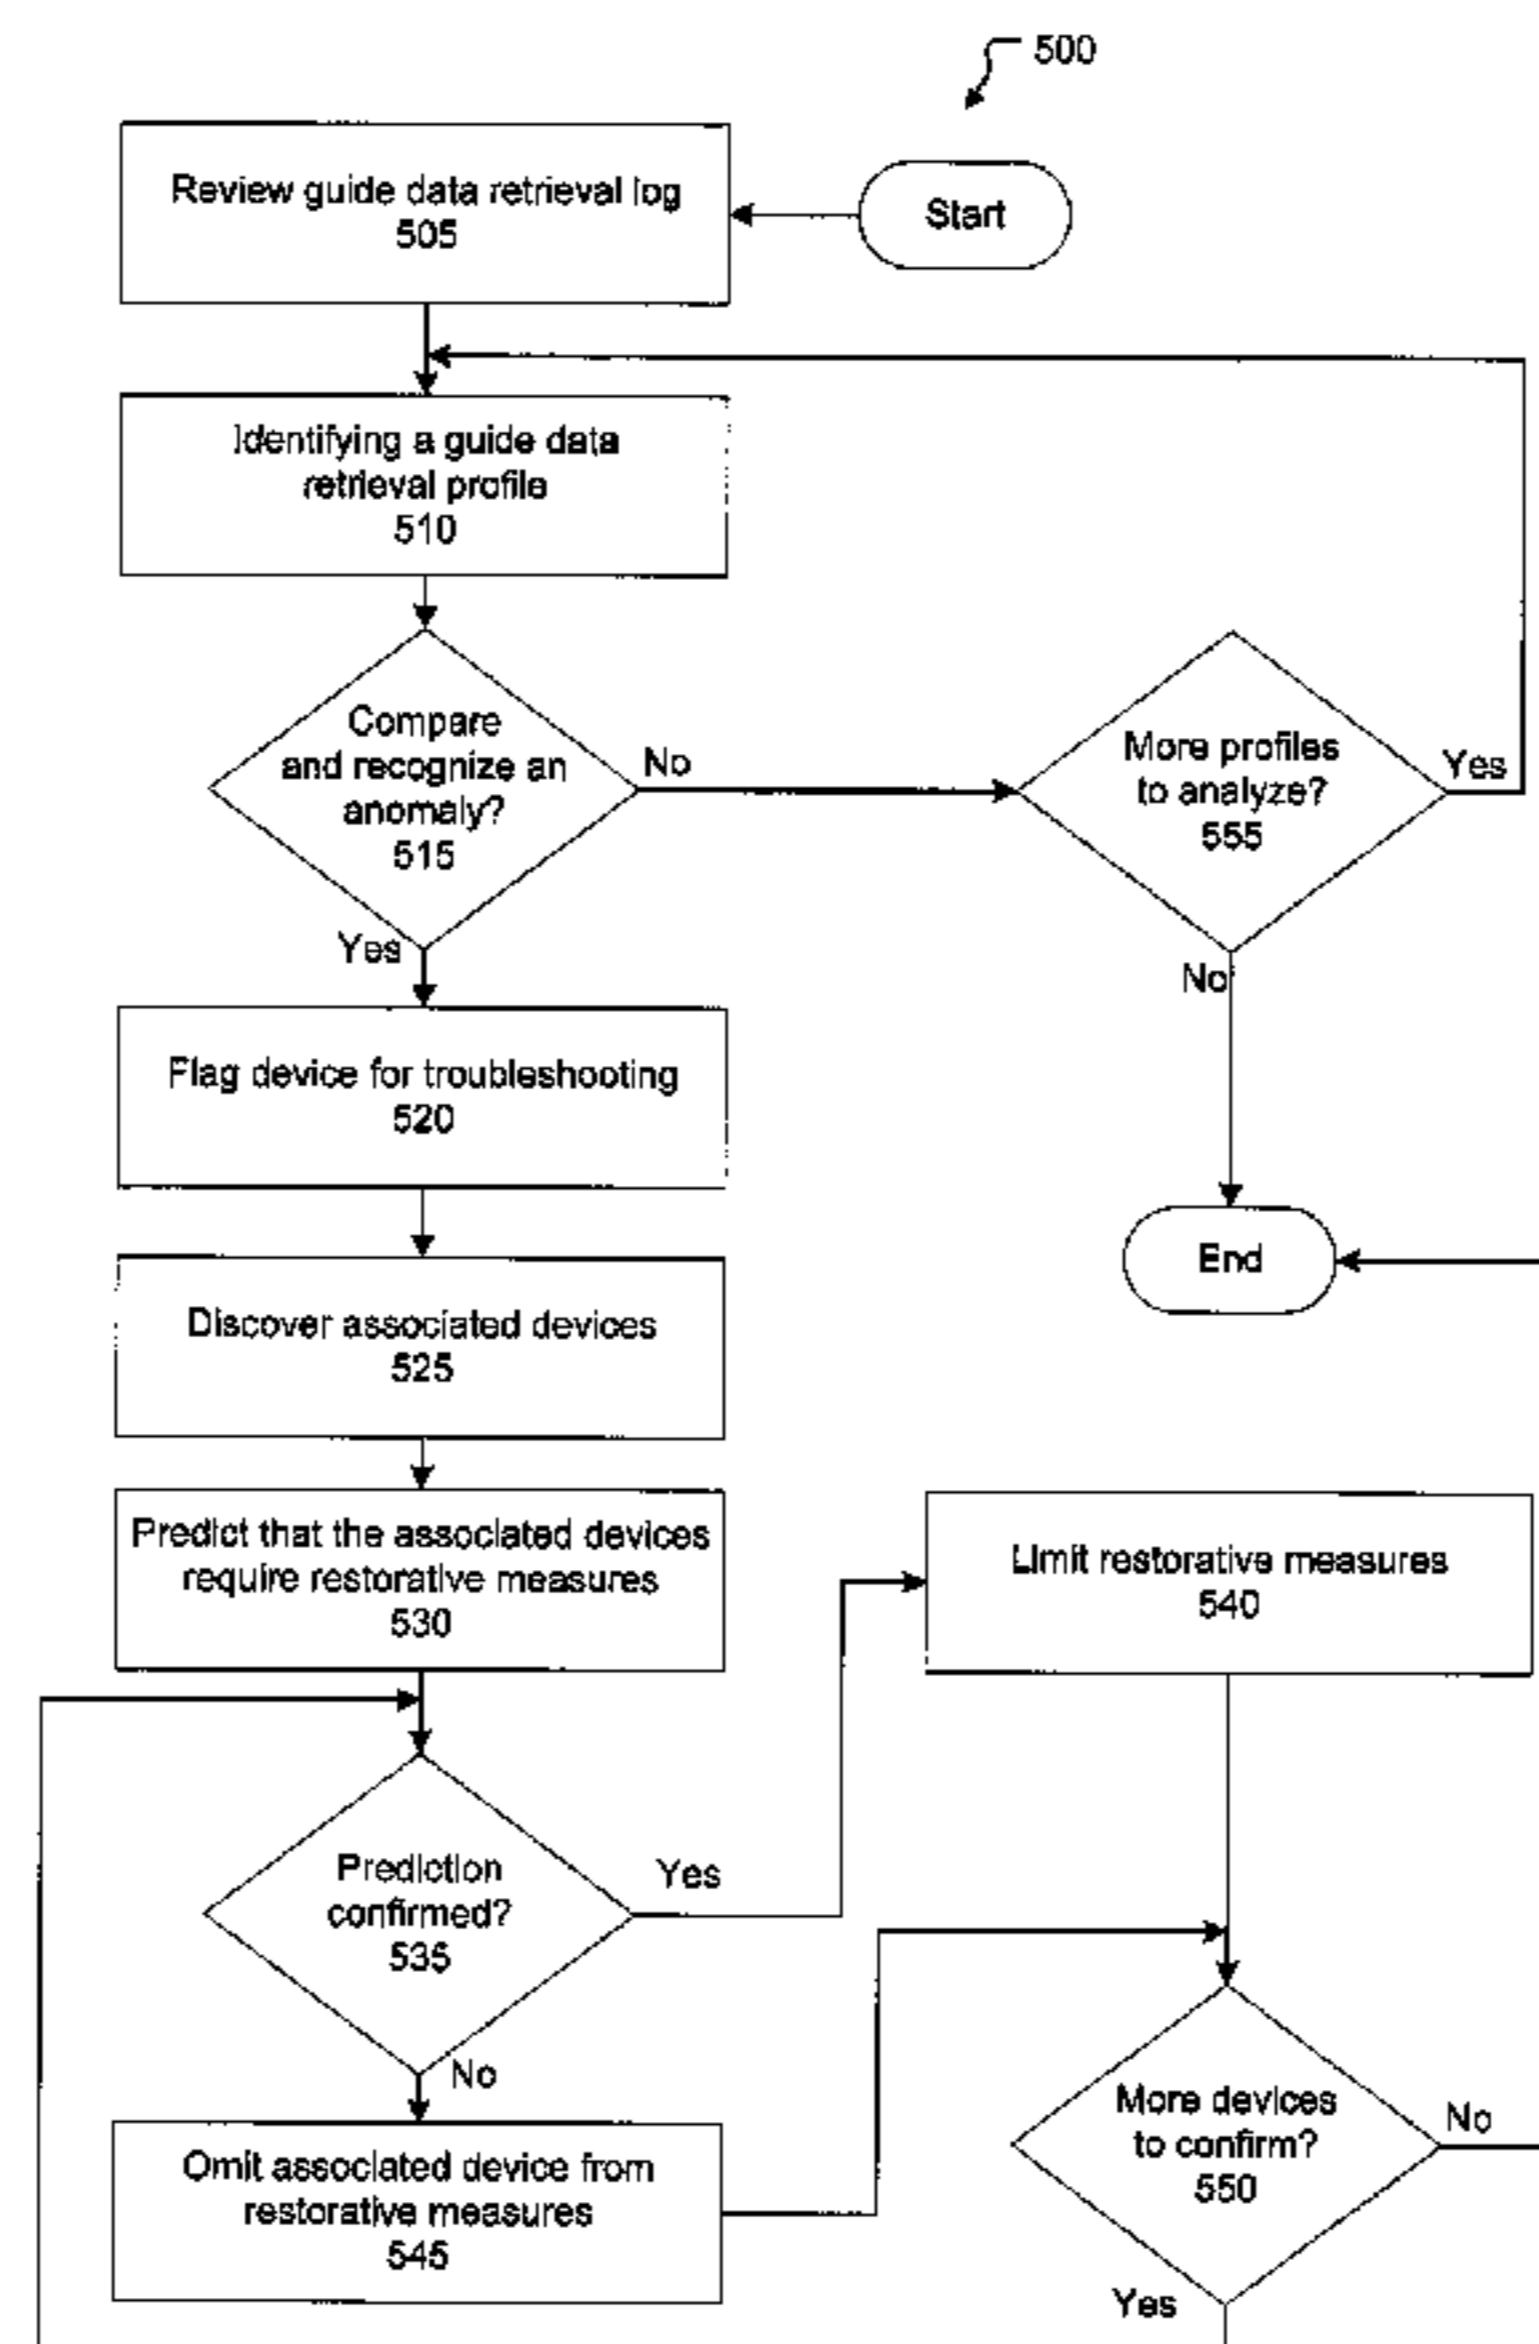 500
Start
Review guide data retrieval log
505
Identifying a guide data
retrieval profile
510
Compare
and recognize an
anomaly?
515
No
Yes
More profiles
to analyze?
555
Yes
No
Flag device for troubleshooting
520
End
Discover associated devices
525
Predict that the associated devices
require restorative measures
530
Limit restorative measures
540
Prediction
confirmed?
535
Yes
No
More devices
to confirm?
550
No
Yes
Omit associated device from
restorative measures
545